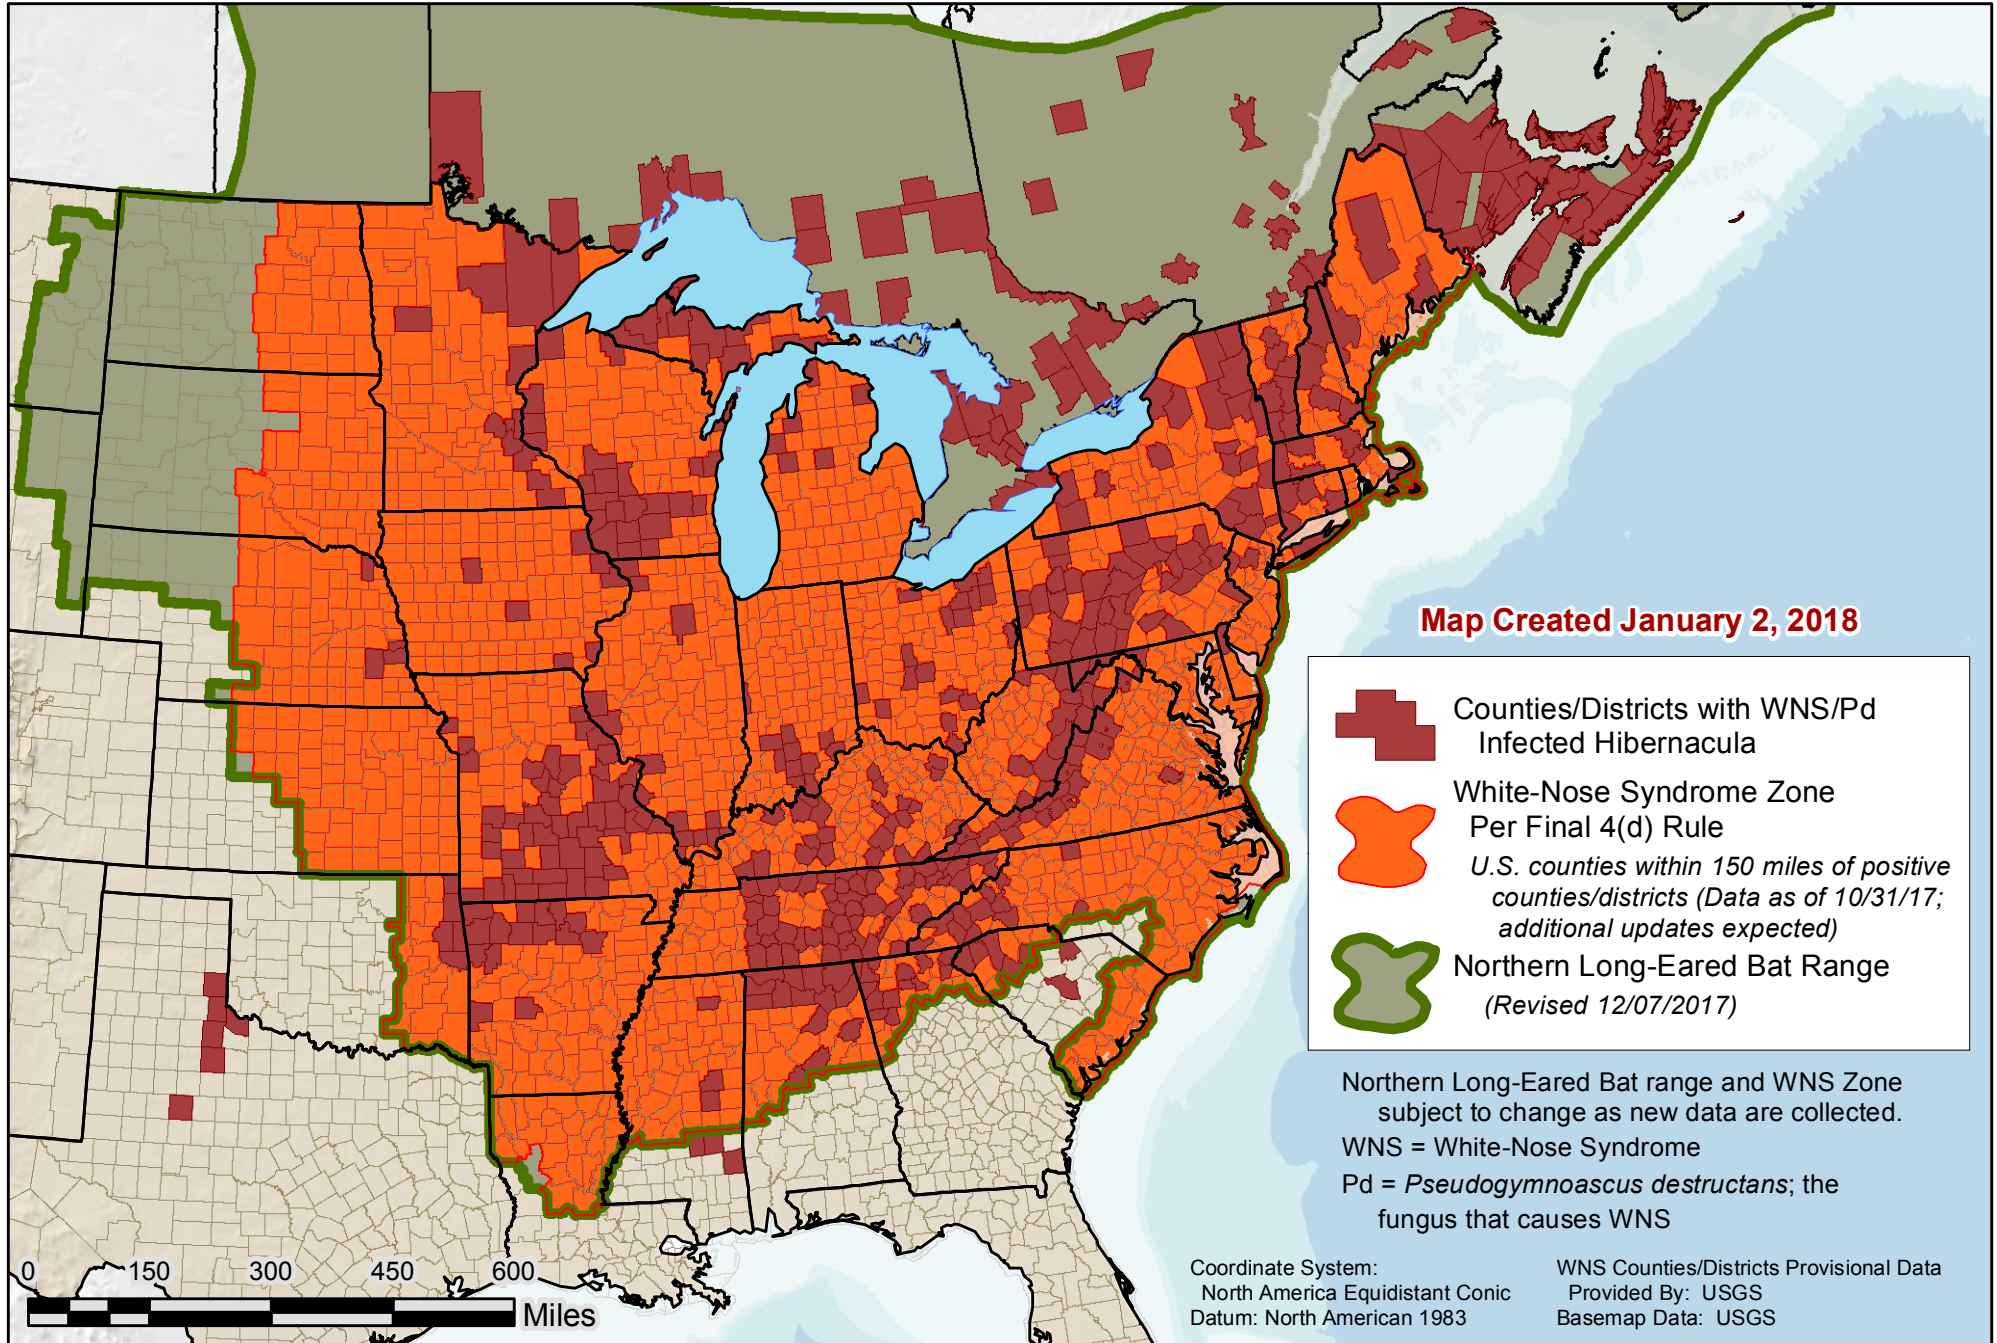 Map Created January 2, 2018
Counties/Districts with WNS/Pd
Infected Hibernacula
White-Nose Syndrome Zone
Per Final 4(d) Rule
U.S. counties within 150 miles of positive
counties/districts (Data as of 10/31/17;
additional updates expected)
Northern Long-Eared Bat Range
(Revised 12/07/2017)
Northern Long-Eared Bat range and WNS Zone
subject to change as new data are collected.
WNS = White-Nose Syndrome
Pd = Pseudogymnoascus destructans; the
fungus that causes WNS
Coordinate System:
North America Equidistant Conic
Datum: North American 1983
WNS Counties/Districts Provisional Data
Provided By: USGS
Basemap Data: USGS
0 150 300 450 600
Miles